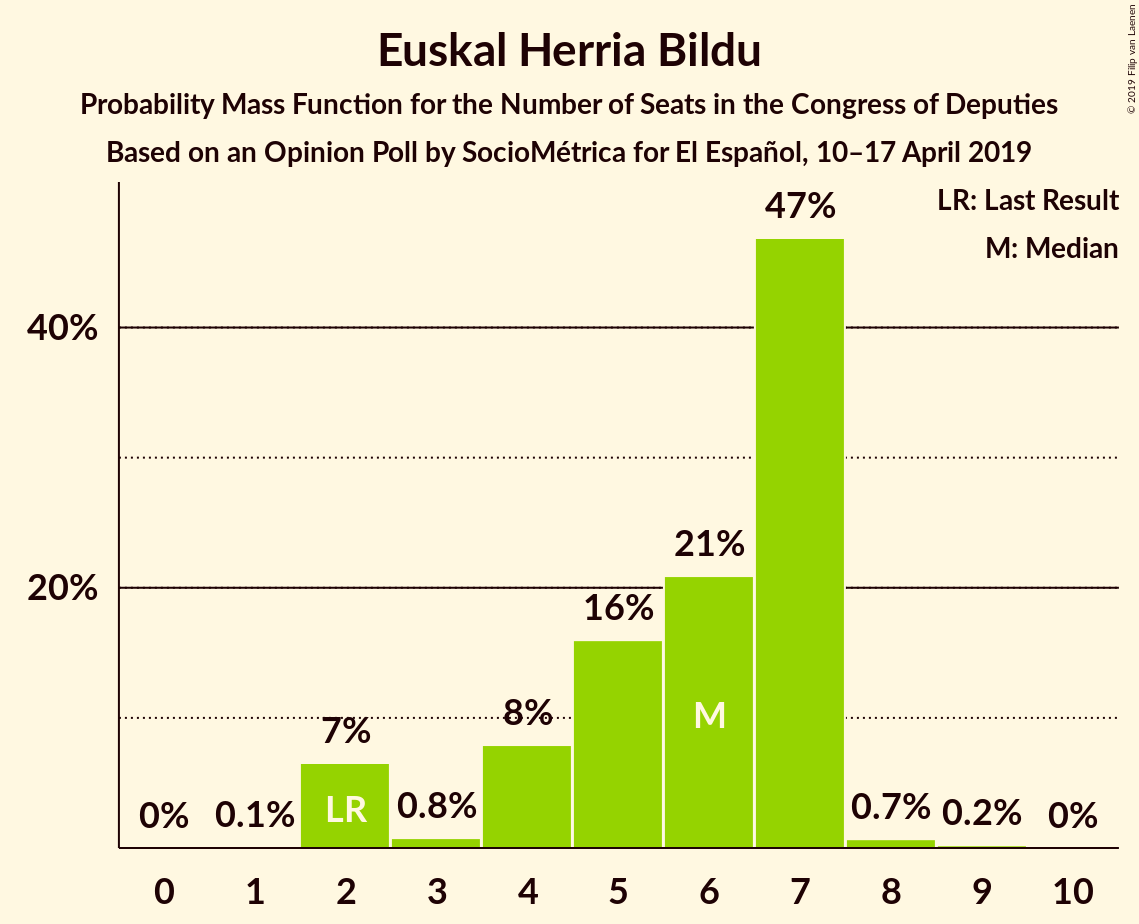 Euskal Herria Bildu
Probability Mass Function for the Number of Seats in the Congress of Deputies
Based on an Opinion Poll by SocioMétrica for El Español, 10–17 April 2019
© 2019 Filip van Laenen
LR: Last Result
M: Median
47%
40%
21%
20%
16%
8%
7%
M
LR
0%
0.1%
0.8%
0.7%
0.2%
0%
0 1 2 3 4 5 6 7 8 9 10